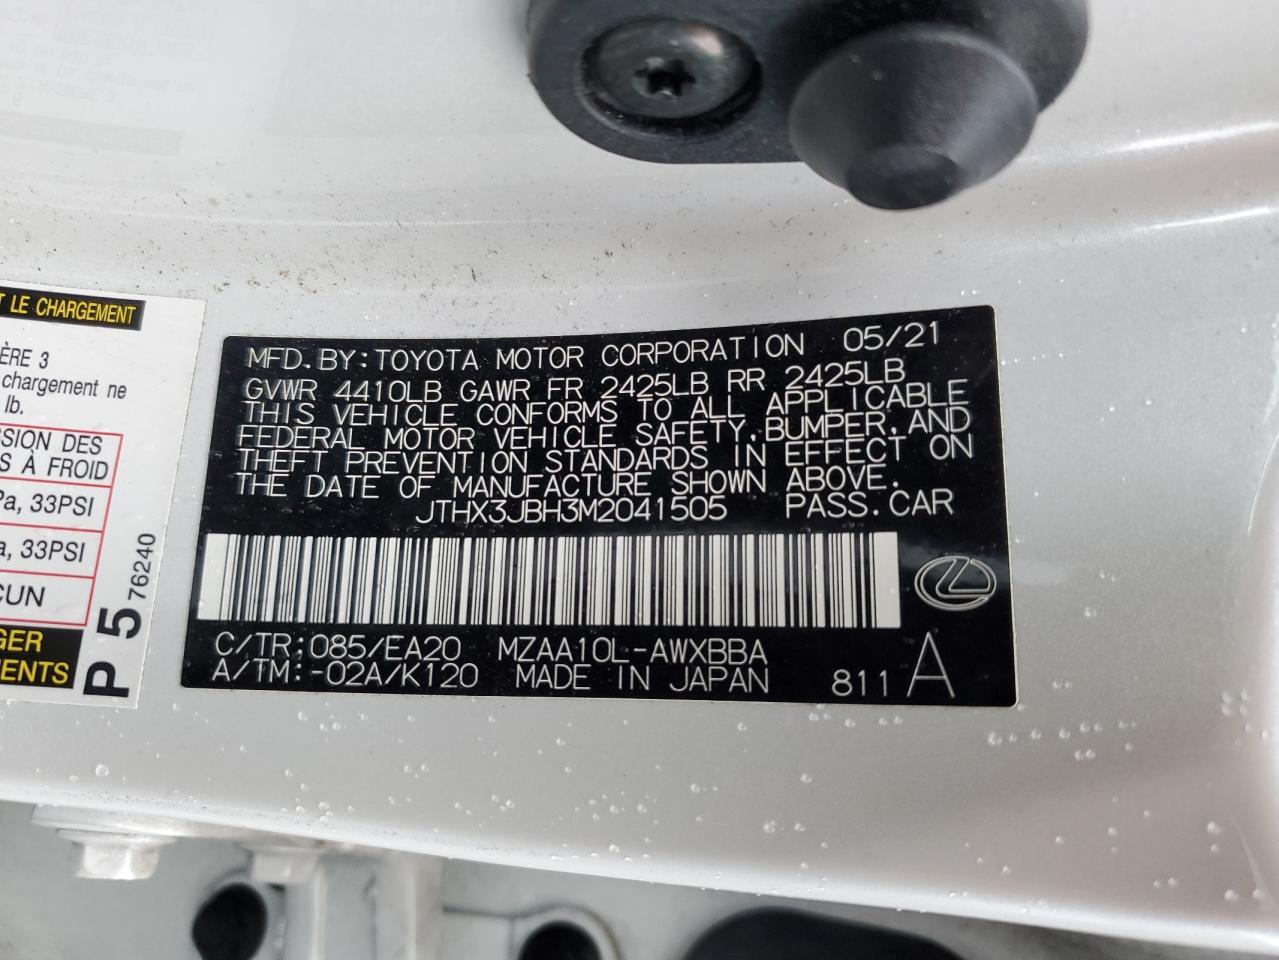 T LE CHARGEMENT
ÈRE 3
chargement ne
lb.
SION DES
S À FROID
Pa, 33PSI
a, 33PSI
CUN
GER
MENTS
P 5
76240
MFD.BY:TOYOTA MOTOR CORPORATION 05/21
GVWR 4410LB GAWR FR 2425LB RR 2425LB
THIS VEHICLE CONFORMS TO ALL APPLICABLE
FEDERAL MOTOR VEHICLE SAFETY,BUMPER,AND
THEFT PREVENTION STANDARDS IN EFFECT ON
THE DATE OF MANUFACTURE SHOWN ABOVE.
JTHX3JBH3M2041505 PASS.CAR
C/TR:085/EA20 MZAA10L-AWXBBA
A/TM:-02A/K120 MADE IN JAPAN 811 A